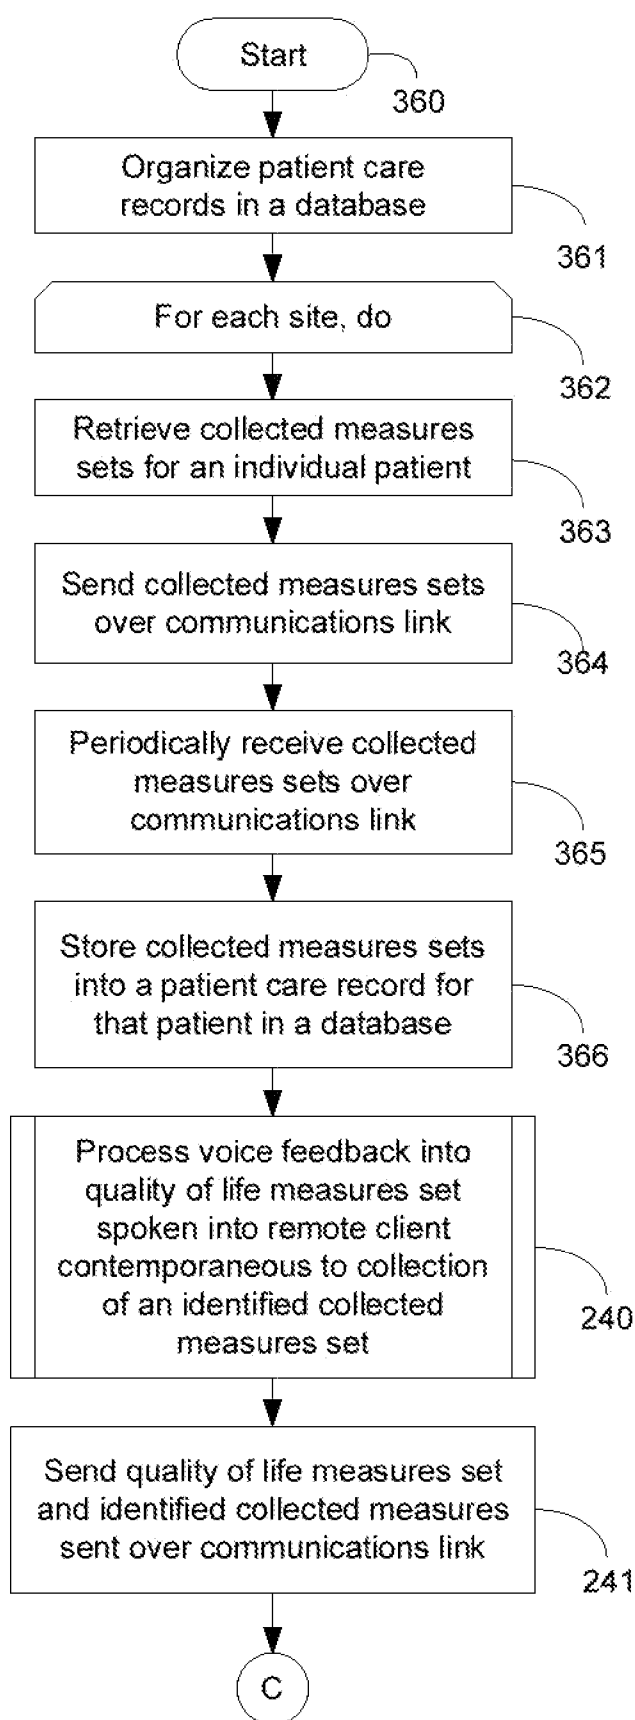 Start
360
Organize patient care
records in a database
361
For each site, do
362
Retrieve collected measures
sets for an individual patient
363
Send collected measures sets
over communications link
364
Periodically receive collected
measures sets over
communications link
365
Store collected measures sets
into a patient care record for
that patient in a database
366
Process voice feedback into
quality of life measures set
spoken into remote client
contemporaneous to collection
of an identified collected
measures set
240
Send quality of life measures set
and identified collected measures
sent over communications link
241
C